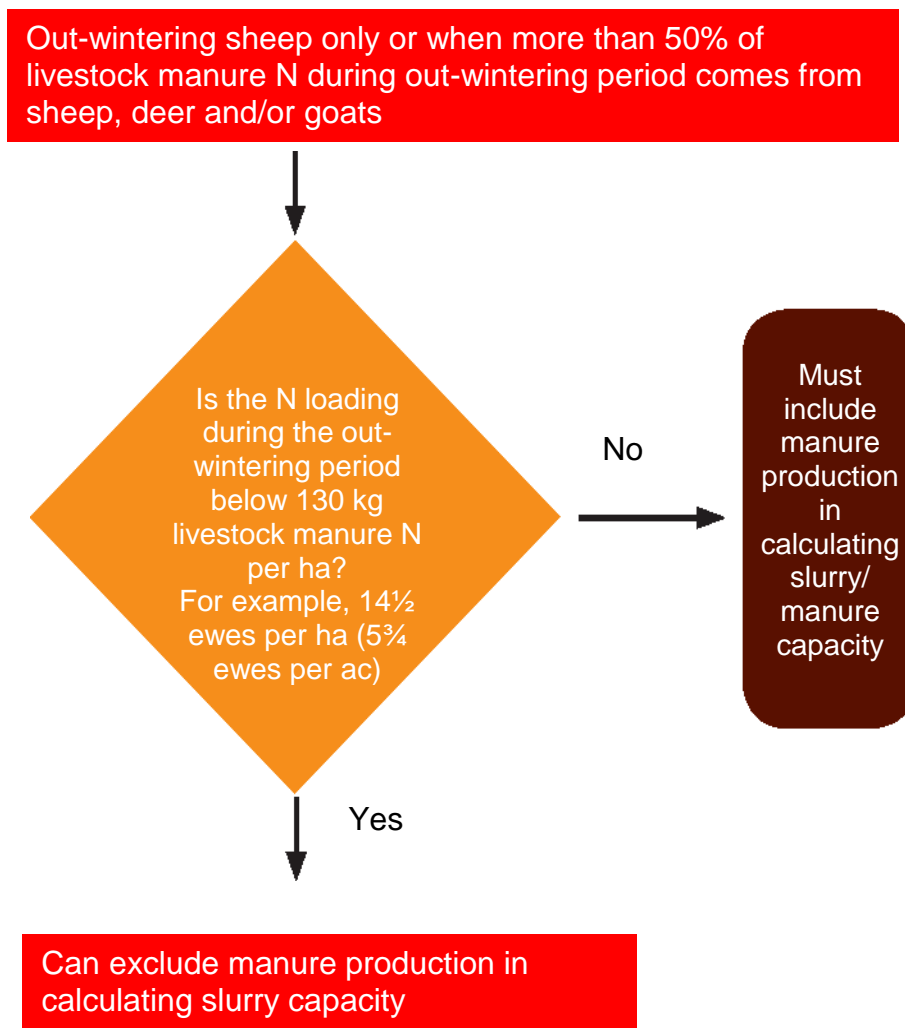 Out-wintering sheep only or when more than 50% of
livestock manure N during out-wintering period comes from
sheep, deer and/or goats
Is the N loading
during the out-
wintering period
below 130 kg
livestock manure N
per ha?
For example, 14½
ewes per ha (5¾
ewes per ac)
No
Must
include
manure
production
in
calculating
slurry/
manure
capacity
Yes
Can exclude manure production in
calculating slurry capacity